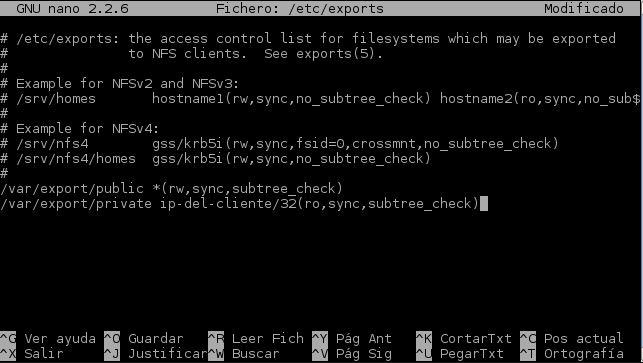 GNU nano 2.2.6 Fichero: /etc/exports Modificado
# /etc/exports: the access control list for filesystems which may be exported
# to NFS clients. See exports(5).
#
# Example for NFSv2 and NFSv3:
# /srv/homes hostname1(rw,sync,no_subtree_check) hostname2(ro,sync,no_sub$
#
# Example for NFSv4:
# /srv/nfs4 gss/krb5i(rw,sync,fsid=0,crossmnt,no_subtree_check)
# /srv/nfs4/homes gss/krb5i(rw,sync,no_subtree_check)
#
/var/export/public *(rw,sync,subtree_check)
/var/export/private ip-del-cliente/32(ro,sync,subtree_check)
^G Ver ayuda ^O Guardar ^R Leer Fich ^Y Pág Ant ^K CortarTxt ^C Pos actual
^X Salir ^J Justificar ^W Buscar ^V Pág Sig ^U PegarTxt ^T Ortografía